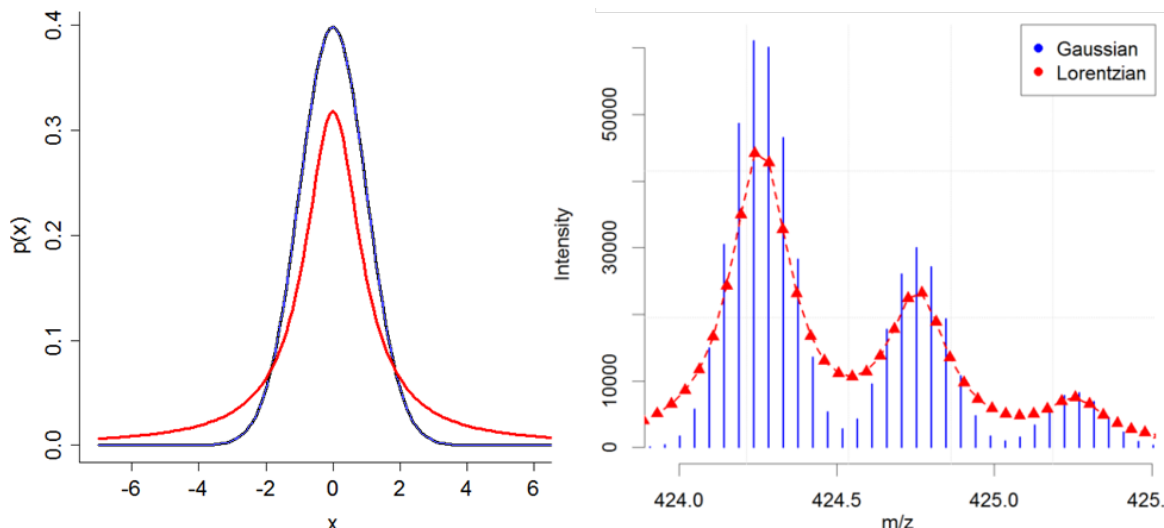 0.4
0.3
0.2
0.1
0.0
p(x)
-6 -4 -2 0 2 4 6
x
Gaussian
Lorentzian
50000
30000
10000
0
Intensity
424.0 424.5 425.0 425.
m/z